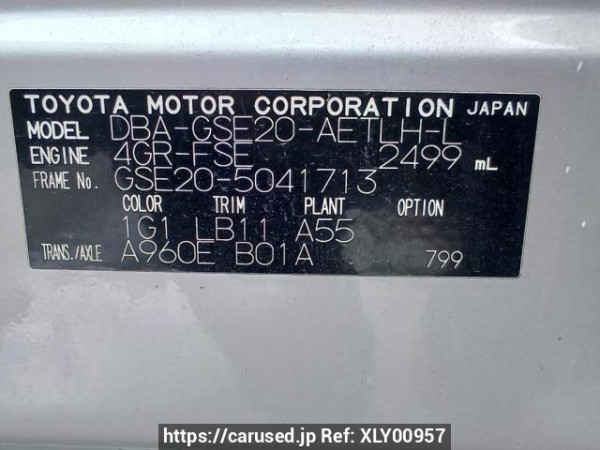 TOYOTA MOTOR CORPORATION JAPAN
MODEL DBA-GSE20-AETLH-L
ENGINE 4GR-FSE 2499 mL
FRAME No. GSE20-5041713
COLOR TRIM PLANT OPTION
1G1 LB11 A55
TRANS./AXLE A960E B01A 799
https://carused.jp Ref: XLY00957